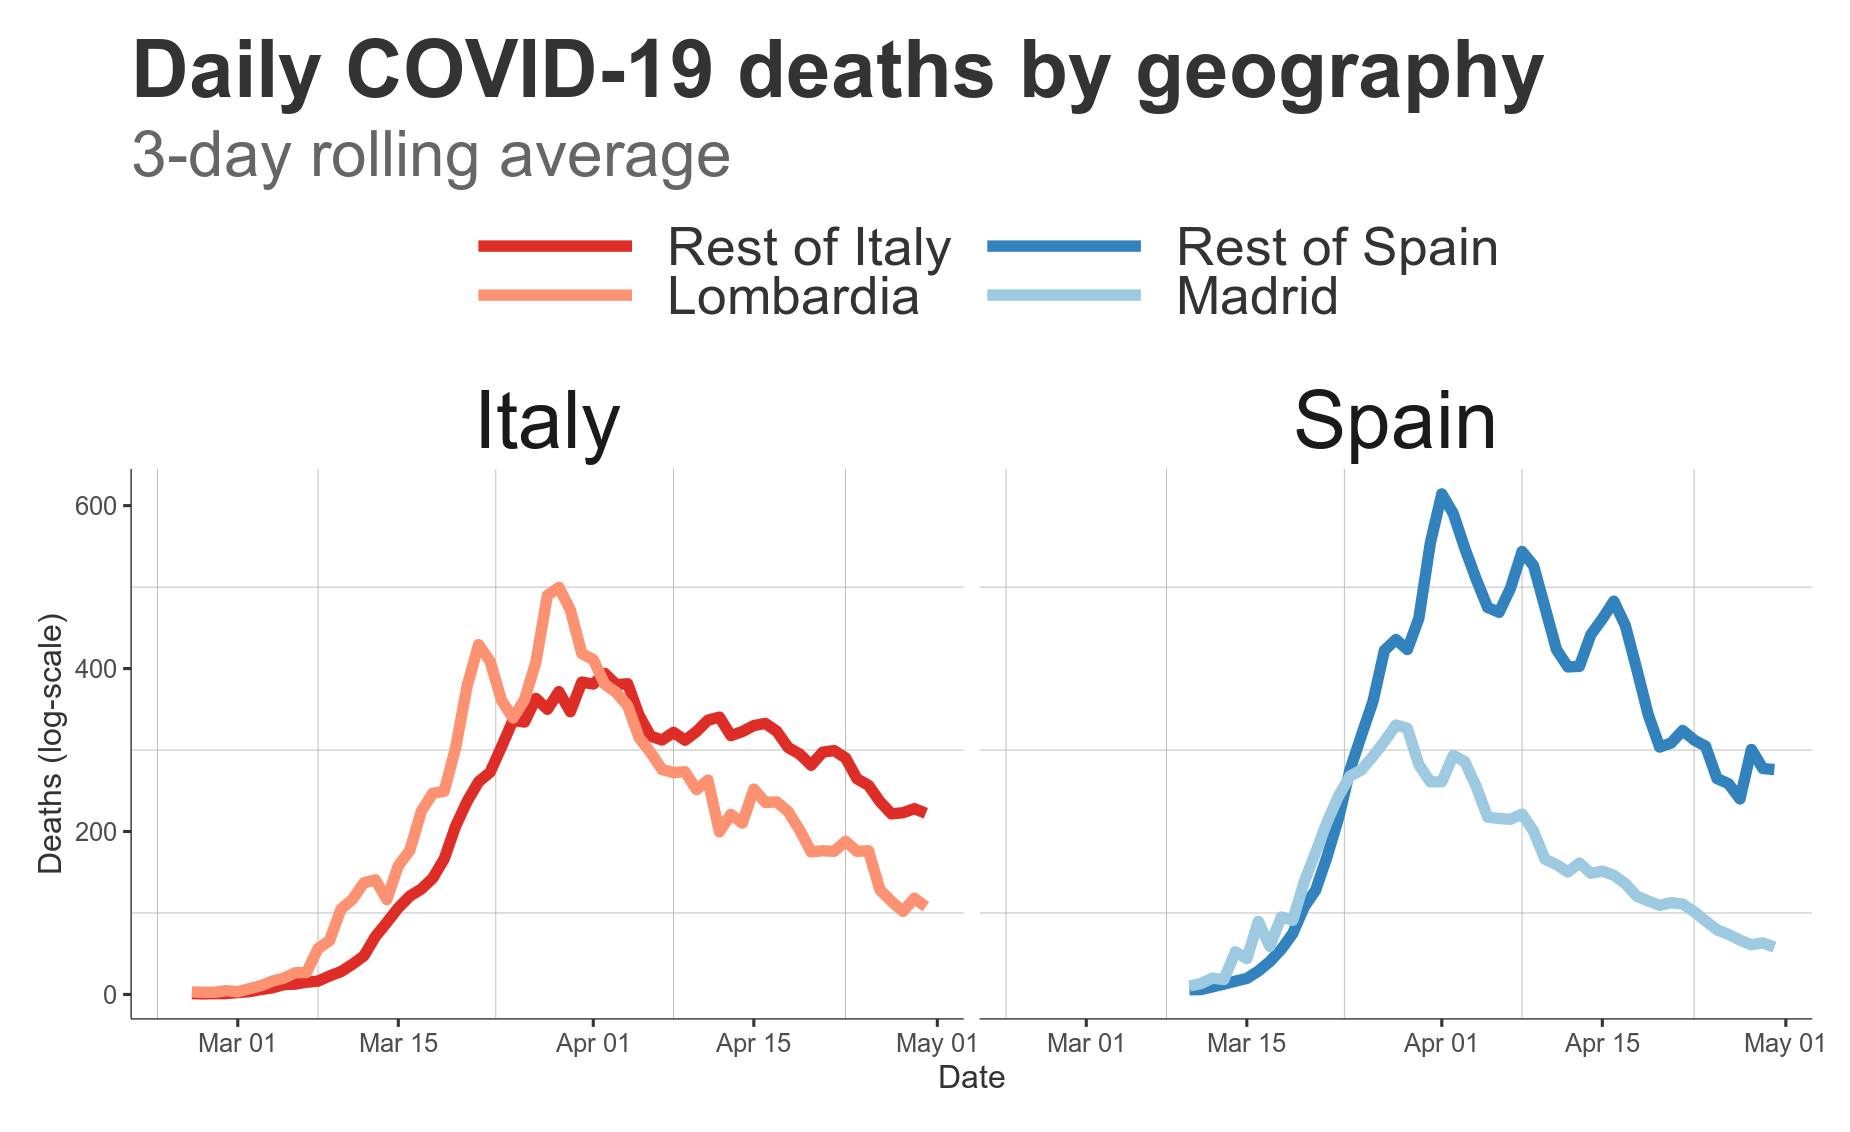 Daily COVID-19 deaths by geography
3-day rolling average
Rest of Italy Rest of Spain
Lombardia Madrid
Italy Spain
600
400
200
0
Deaths (log-scale)
Mar 01 Mar 15 Apr 01 Apr 15 May 01 Mar 01 Mar 15 Apr 01 Apr 15 May 01
Date